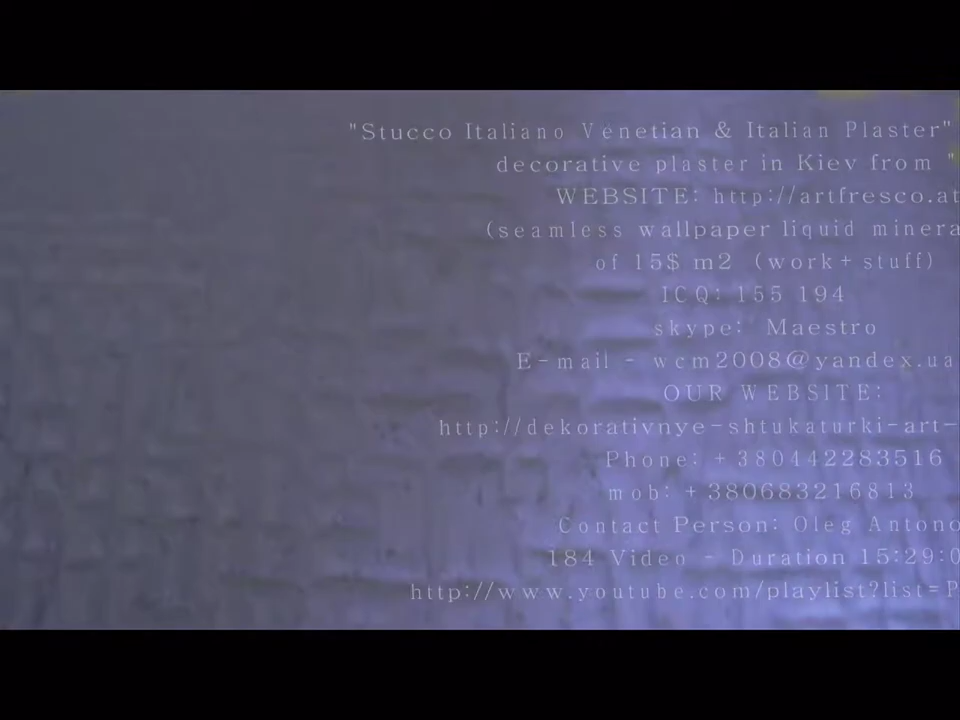 "Stucco Italiano Venetian & Italian Plaster"
decorative plaster in Kiev from "
WEBSITE: http://artfresco.at
(seamless wallpaper liquid minera
of 15$ m2 (work+stuff)
ICQ: 155 194
skype: Maestro
E-mail - wcm2008@yandex.ua
OUR WEBSITE:
http://dekorativnye-shtukaturki-art-
Phone: +380442283516
mob: +380683216813
Contact Person: Oleg Antono
184 Video - Duration 15:29:0
http://www.youtube.com/playlist?list=P